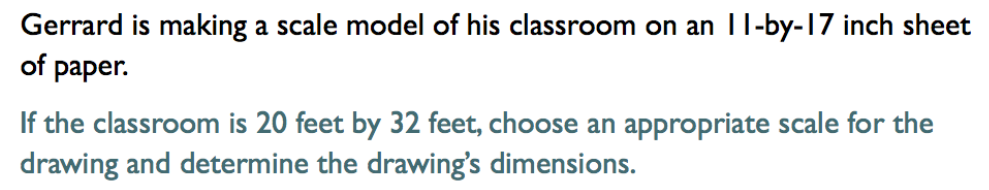 Gerrard is making a scale model of his classroom on an 11-by-17 inch sheet
of paper.
If the classroom is 20 feet by 32 feet, choose an appropriate scale for the
drawing and determine the drawing’s dimensions.